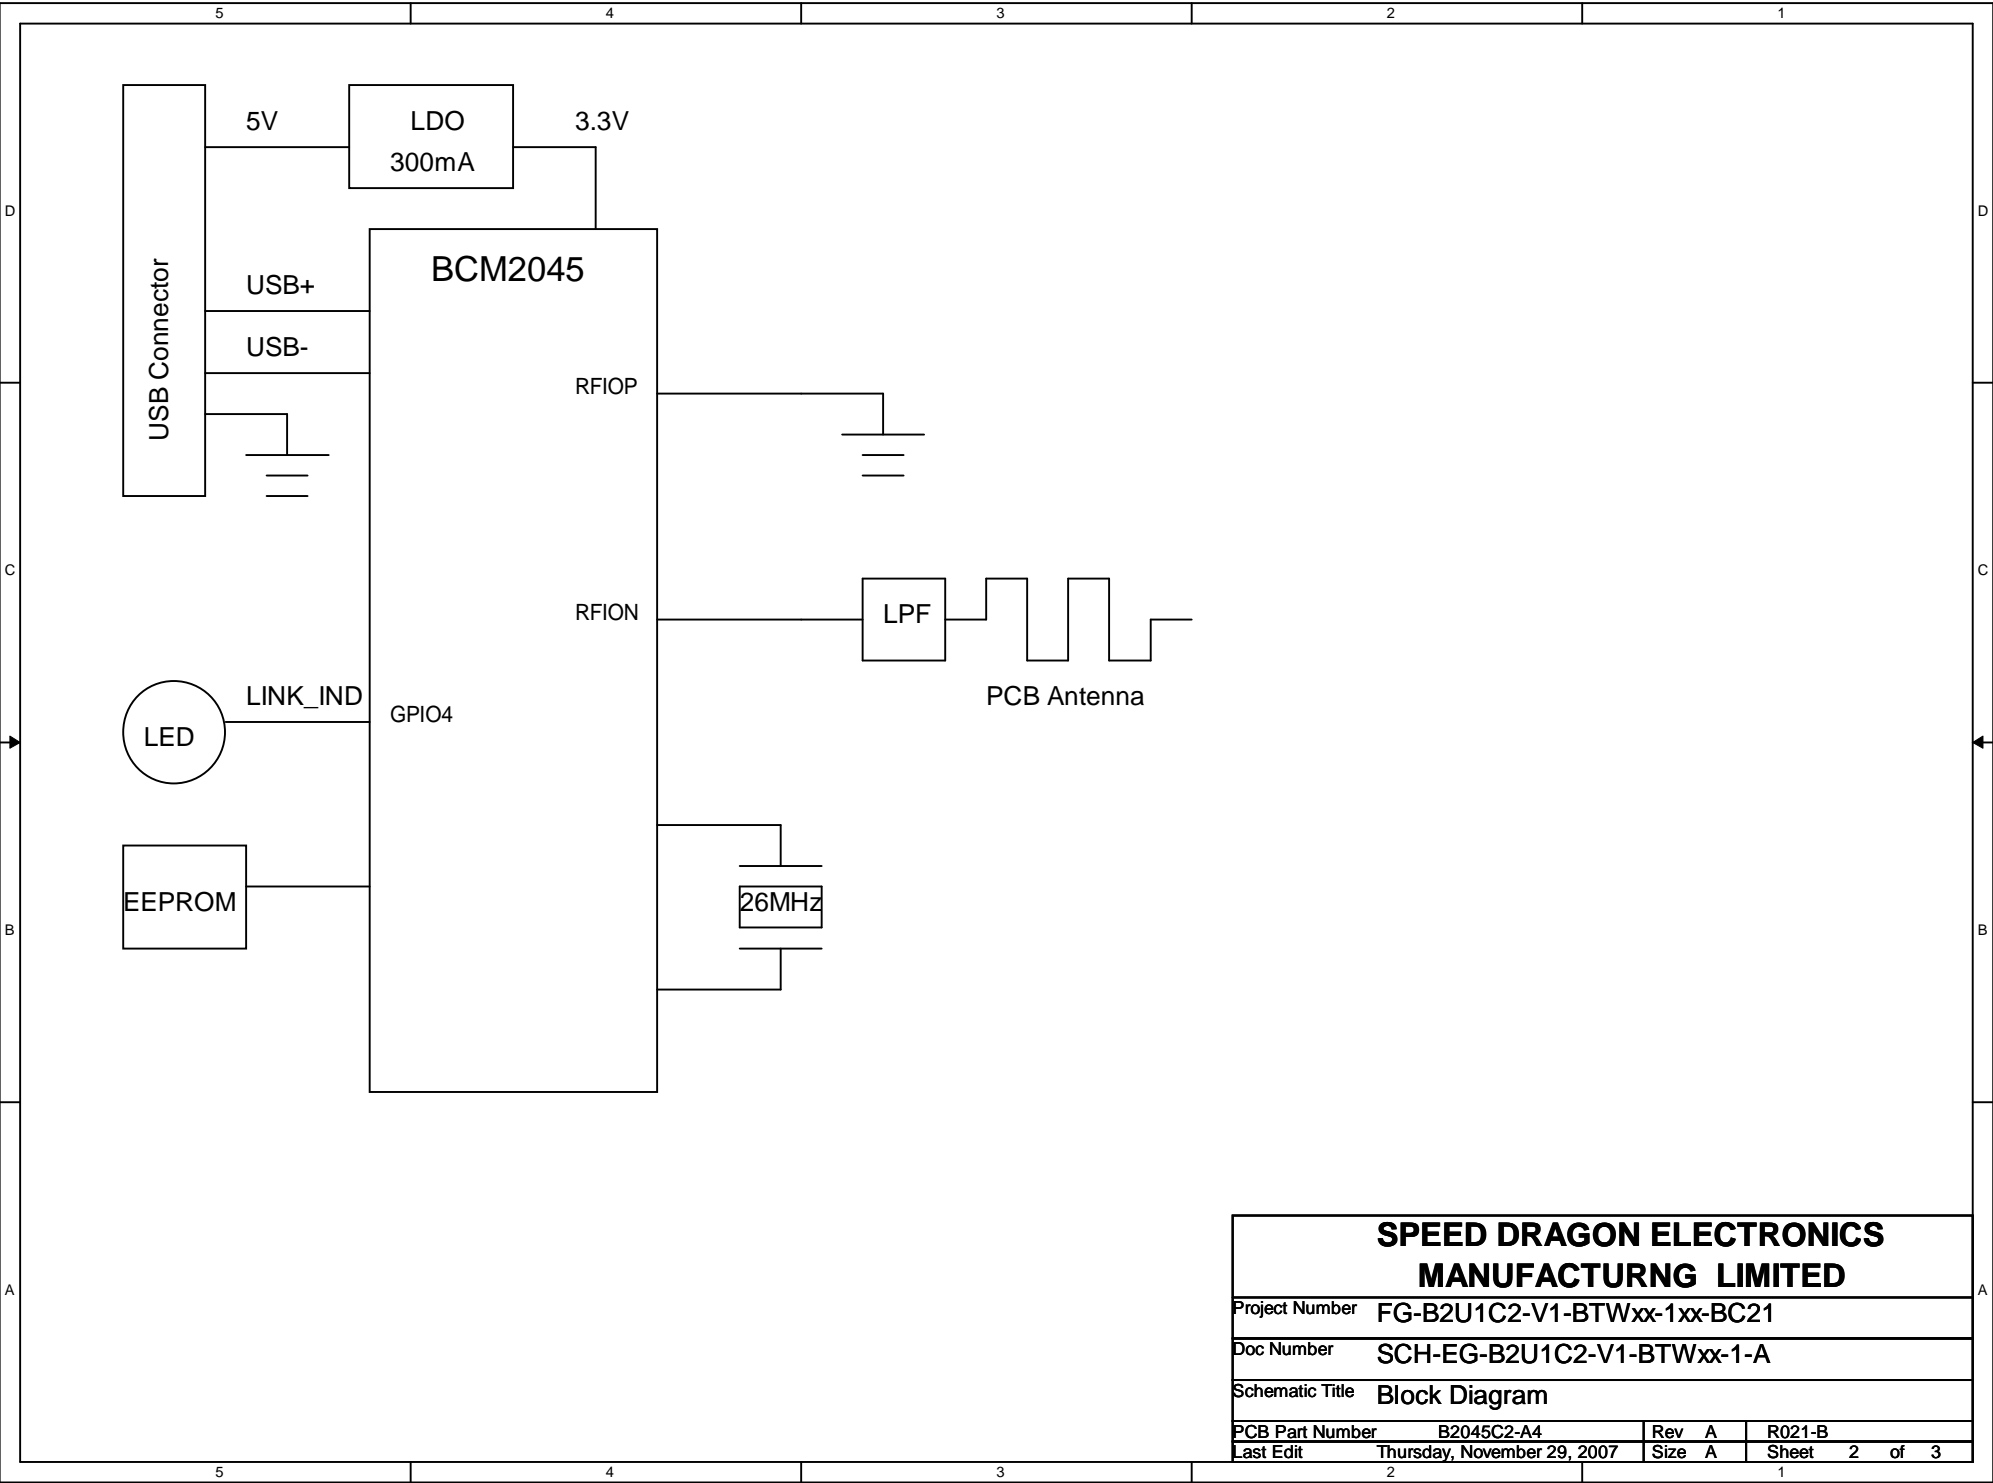 5 4 3 2 1
5V
LDO
300mA
3.3V
D
D
USB Connector
BCM2045
USB+
USB-
RFIOP
C
C
LPF
RFION
PCB Antenna
LINK_IND
GPIO4
LED
EEPROM
26MHz
B
B
A
A
SPEED DRAGON ELECTRONICS
MANUFACTURNG LIMITED
Project Number FG-B2U1C2-V1-BTWxx-1xx-BC21
Doc Number SCH-EG-B2U1C2-V1-BTWxx-1-A
Schematic Title Block Diagram
PCB Part Number B2045C2-A4 Rev A R021-B
Last Edit Thursday, November 29, 2007 Size A Sheet 2 of 3
5 4 3 2 1